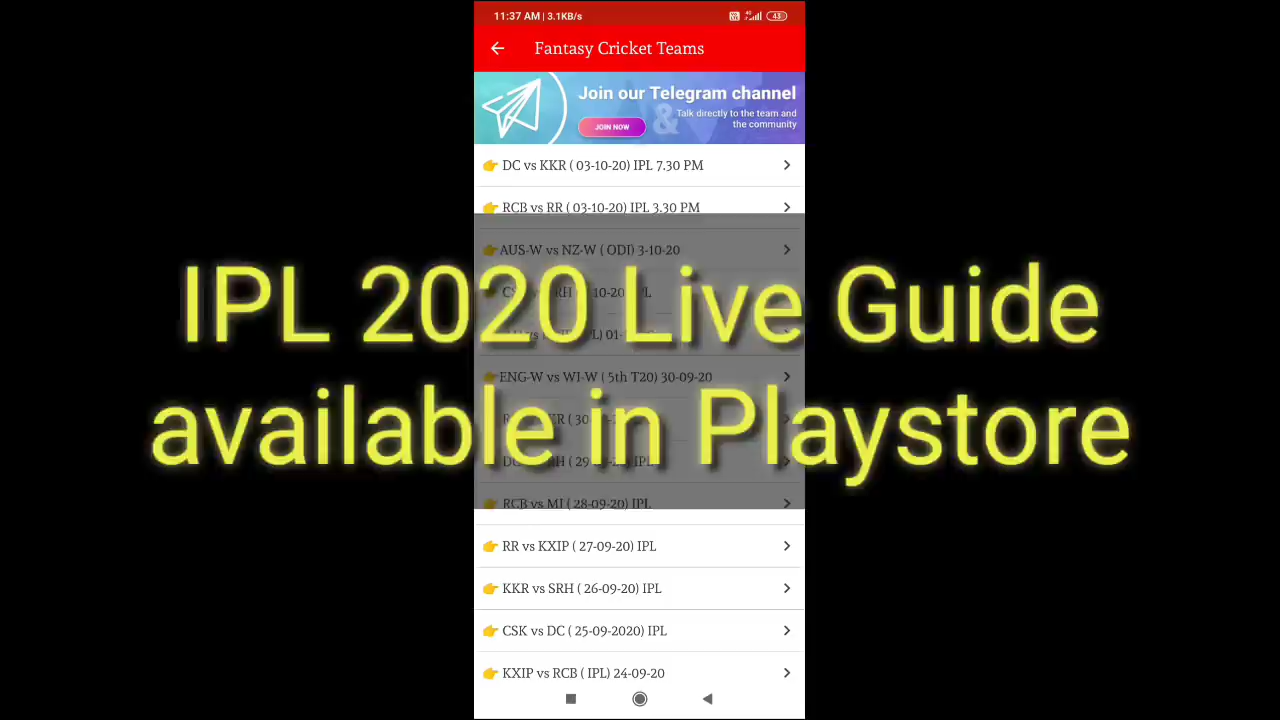 11:37 AM | 3.1KB/s
4G
43
Fantasy Cricket Teams
Join our Telegram channel
JOIN NOW
&
Talk directly to the team and
the community
👉 DC vs KKR ( 03-10-20) IPL 7.30 PM
👉 RCB vs RR ( 03-10-20) IPL 3.30 PM
👉AUS-W vs NZ-W ( ODI) 3-10-20
IPL 2020 Live Guide
👉ENG-W vs WI-W ( 5th T20) 30-09-20
available in Playstore
👉 RCB vs MI ( 28-09-20) IPL
👉 RR vs KXIP ( 27-09-20) IPL
👉 KKR vs SRH ( 26-09-20) IPL
👉 CSK vs DC ( 25-09-2020) IPL
👉 KXIP vs RCB ( IPL) 24-09-20